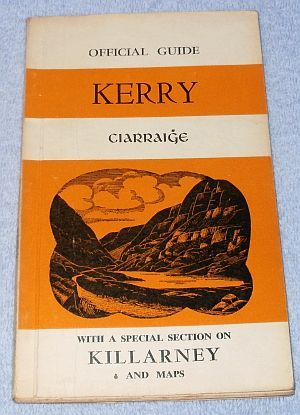 OFFICIAL GUIDE
KERRY
CIARRAIĠE
WITH A SPECIAL SECTION ON
KILLARNEY
& AND MAPS